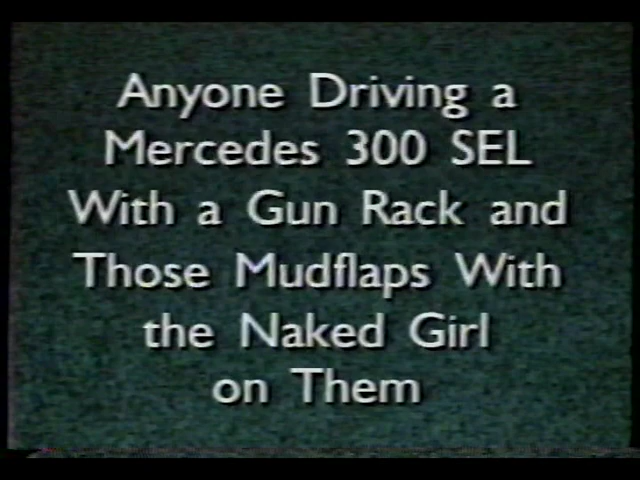 Anyone Driving a
Mercedes 300 SEL
With a Gun Rack and
Those Mudflaps With
the Naked Girl
on Them